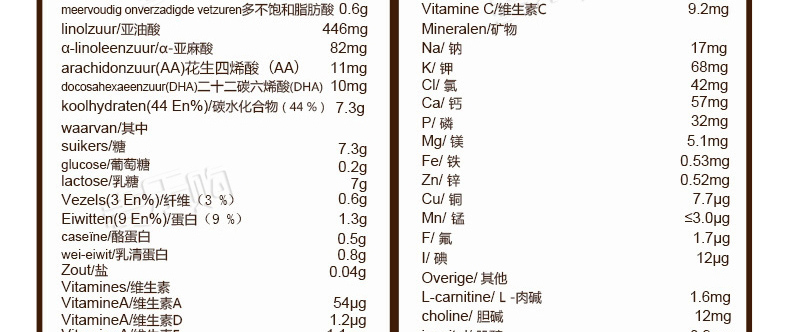 meervoudig onverzadigde vetzuren多不饱和脂肪酸 0.6g
linolzuur/亚油酸 446mg
α-linoleenzuur/α-亚麻酸 82mg
arachidonzuur(AA)花生四烯酸（AA） 11mg
docosahexaeenzuur(DHA)二十二碳六烯酸(DHA) 10mg
koolhydraten(44 En%)/碳水化合物 ( 44 % ) 7.3g
waarvan/其中
suikers/糖 7.3g
glucose/葡萄糖 0.2g
lactose/乳糖 7g
Vezels(3 En%)/纤维（3 %） 0.6g
Eiwitten(9 En%)/蛋白（9 %） 1.3g
caseïne/酪蛋白 0.5g
wei-eiwit/乳清蛋白 0.8g
Zout/盐 0.04g
Vitamines/维生素
VitamineA/维生素A 54µg
VitamineA/维生素D 1.2µg
Vitamine C/维生素C 9.2mg
Mineralen/矿物
Na/ 钠 17mg
K/ 钾 68mg
Cl/ 氯 42mg
Ca/ 钙 57mg
P/ 磷 32mg
Mg/ 镁 5.1mg
Fe/ 铁 0.53mg
Zn/ 锌 0.52mg
Cu/ 铜 7.7µg
Mn/ 锰 ≤3.0µg
F/ 氟 1.7µg
I/ 碘 12µg
Overige/ 其他
L-carnitine/ L -肉碱 1.6mg
choline/ 胆碱 12mg